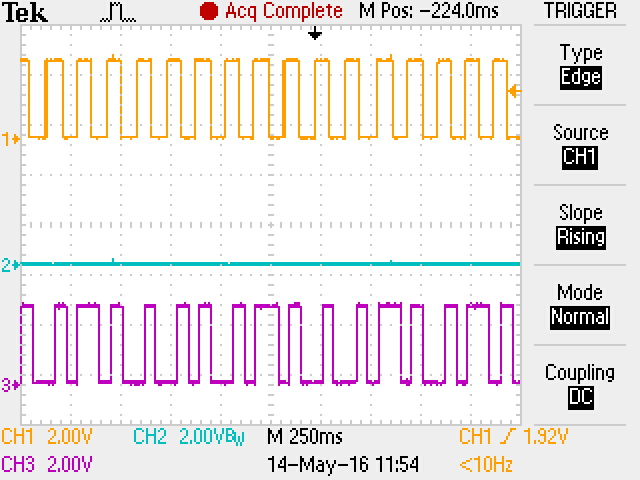 Tek Acq Complete M Pos: -224.0ms TRIGGER
Type
Edge
Source
CH1
Slope
Rising
Mode
Normal
Coupling
DC
1
2
3
CH1 2.00V CH2 2.00VBW M 250ms CH1 1.92V
CH3 2.00V 14-May-16 11:54 <10Hz